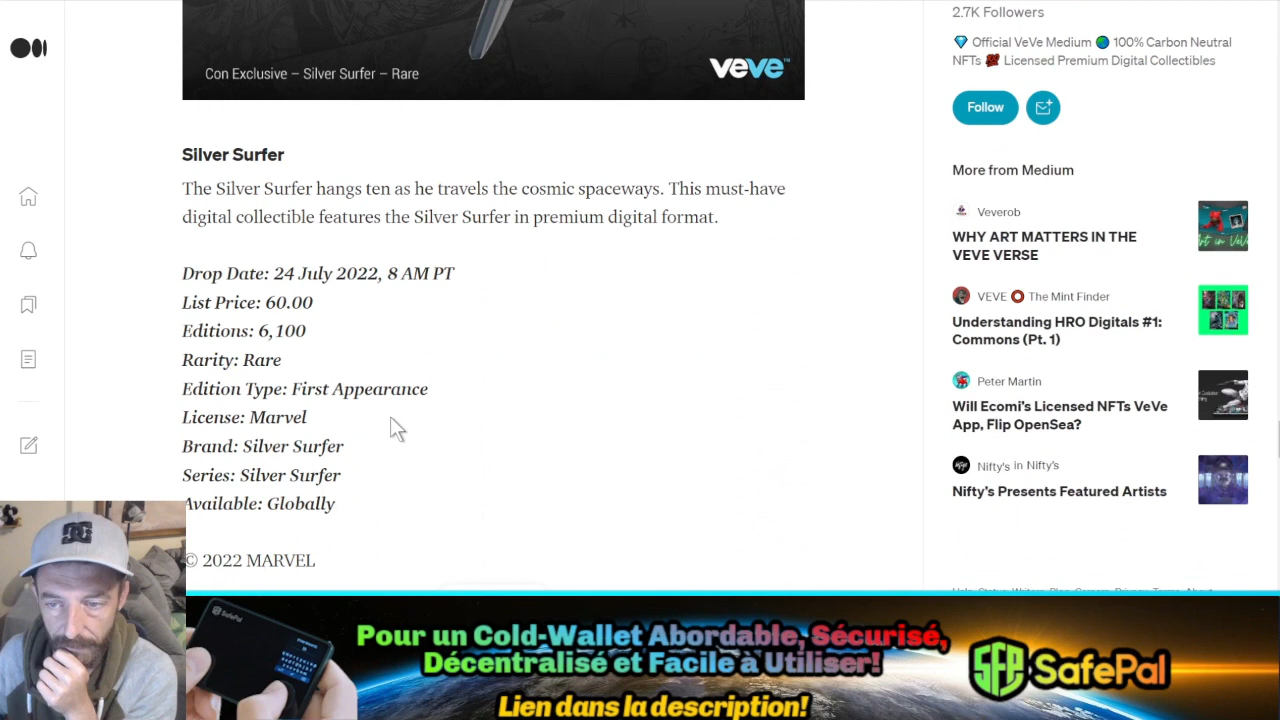 Con Exclusive – Silver Surfer – Rare
veve™
Silver Surfer
The Silver Surfer hangs ten as he travels the cosmic spaceways. This must-have
digital collectible features the Silver Surfer in premium digital format.
Drop Date: 24 July 2022, 8 AM PT
List Price: 60.00
Editions: 6,100
Rarity: Rare
Edition Type: First Appearance
License: Marvel
Brand: Silver Surfer
Series: Silver Surfer
Available: Globally
© 2022 MARVEL
2.7K Followers
Official VeVe Medium 100% Carbon Neutral
NFTs Licensed Premium Digital Collectibles
Follow
More from Medium
Veverob
WHY ART MATTERS IN THE
VEVE VERSE
VEVE ⭕ The Mint Finder
Understanding HRO Digitals #1:
Commons (Pt. 1)
Peter Martin
Will Ecomi's Licensed NFTs VeVe
App, Flip OpenSea?
Nifty's in Nifty's
Nifty's Presents Featured Artists
SafePal
Pour un Cold-Wallet Abordable, Sécurisé,
Décentralisé et Facile à Utiliser!
Lien dans la description!
SafePal